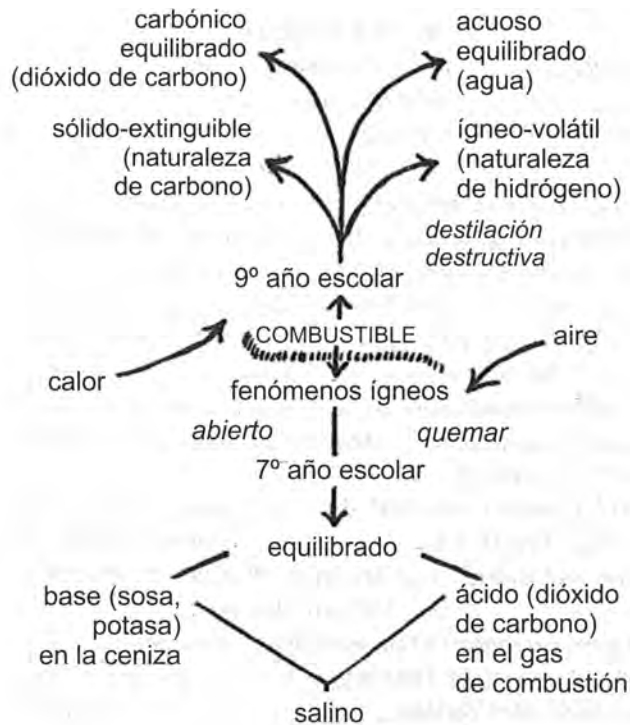 carbónico
equilibrado
(dióxido de carbono)
acuoso
equilibrado
(agua)
sólido-extinguible
(naturaleza
de carbono)
ígneo-volátil
(naturaleza
de hidrógeno)
destilación
destructiva
9º año escolar
COMBUSTIBLE
calor
aire
fenómenos ígneos
abierto
quemar
7º año escolar
equilibrado
base (sosa,
potasa)
en la ceniza
ácido (dióxido
de carbono)
en el gas
de combustión
salino